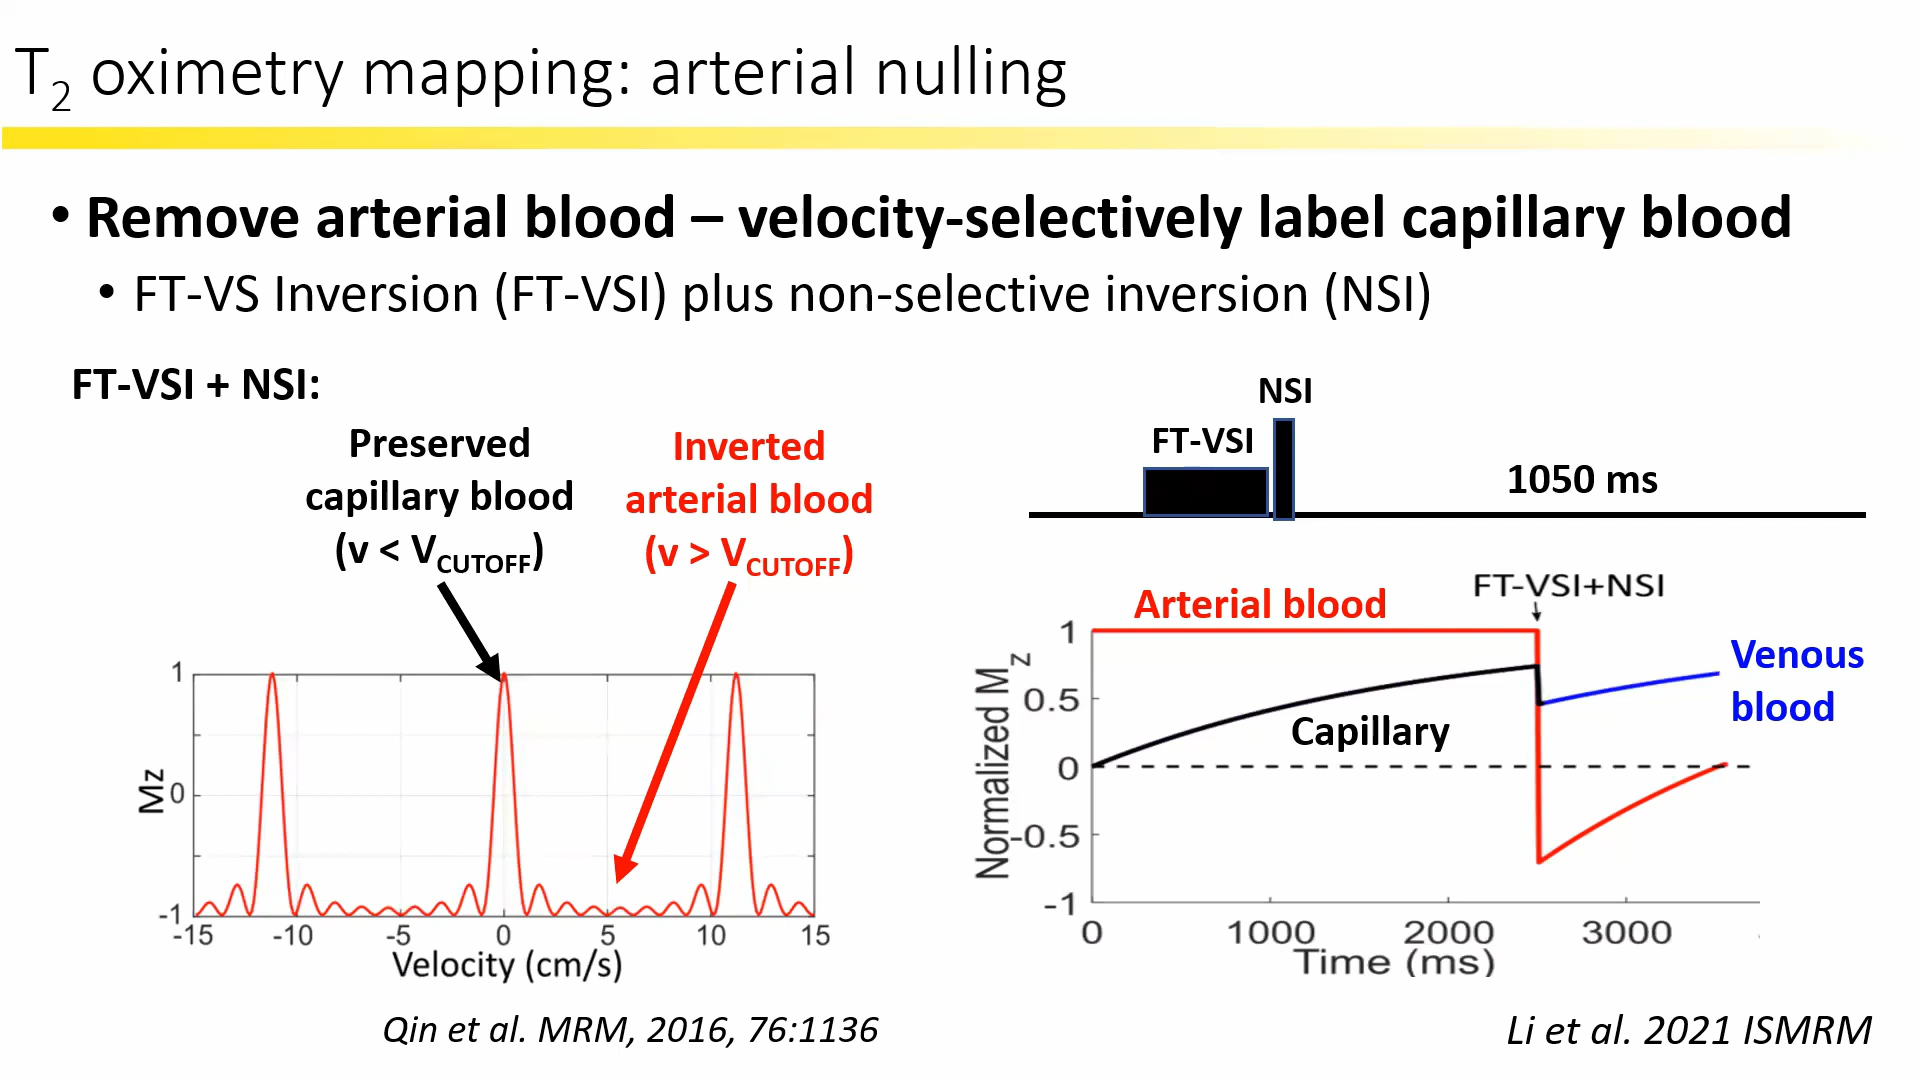 T2 oximetry mapping: arterial nulling
• Remove arterial blood – velocity-selectively label capillary blood
• FT-VS Inversion (FT-VSI) plus non-selective inversion (NSI)
FT-VSI + NSI:
Preserved
capillary blood
(v < VCUTOFF)
Inverted
arterial blood
(v > VCUTOFF)
1
0
-1
Mz
-15 -10 -5 0 5 10 15
Velocity (cm/s)
Qin et al. MRM, 2016, 76:1136
NSI
FT-VSI
1050 ms
FT-VSI+NSI
Arterial blood
Venous
blood
Capillary
1
0.5
0
-0.5
-1
Normalized Mz
0 1000 2000 3000
Time (ms)
Li et al. 2021 ISMRM